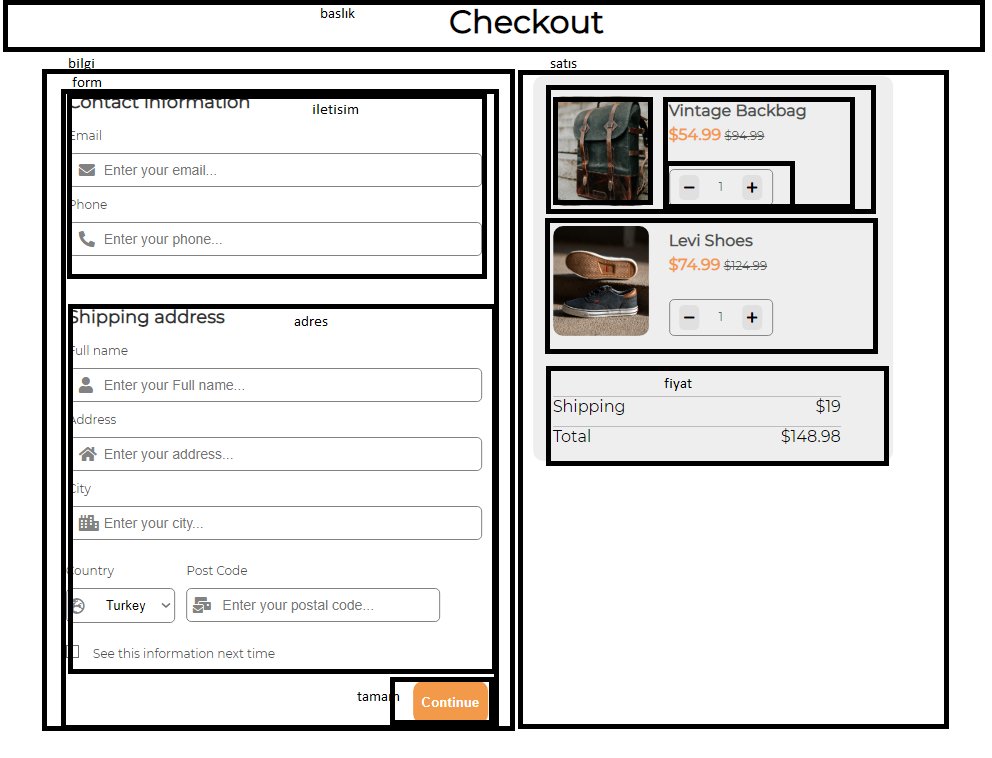 baslık
Checkout
bilgi
form
Contact information
iletisim
Email
Enter your email...
Phone
Enter your phone...
Shipping address
adres
Full name
Enter your Full name...
Address
Enter your address...
City
Enter your city...
Country
Post Code
Turkey
Enter your postal code...
See this information next time
tamam
Continue
satıs
Vintage Backbag
$54.99 $94.99
1
Levi Shoes
$74.99 $124.99
1
fiyat
Shipping $19
Total $148.98